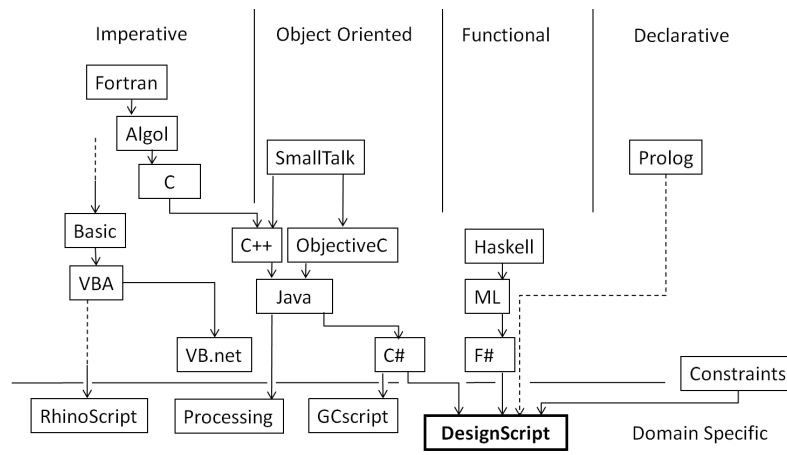 Imperative
Object Oriented
Functional
Declarative
Fortran
Algol
SmallTalk
Prolog
C
Basic
C++
ObjectiveC
Haskell
VBA
Java
ML
VB.net
C#
F#
Constraints
RhinoScript
Processing
GCscript
DesignScript
Domain Specific